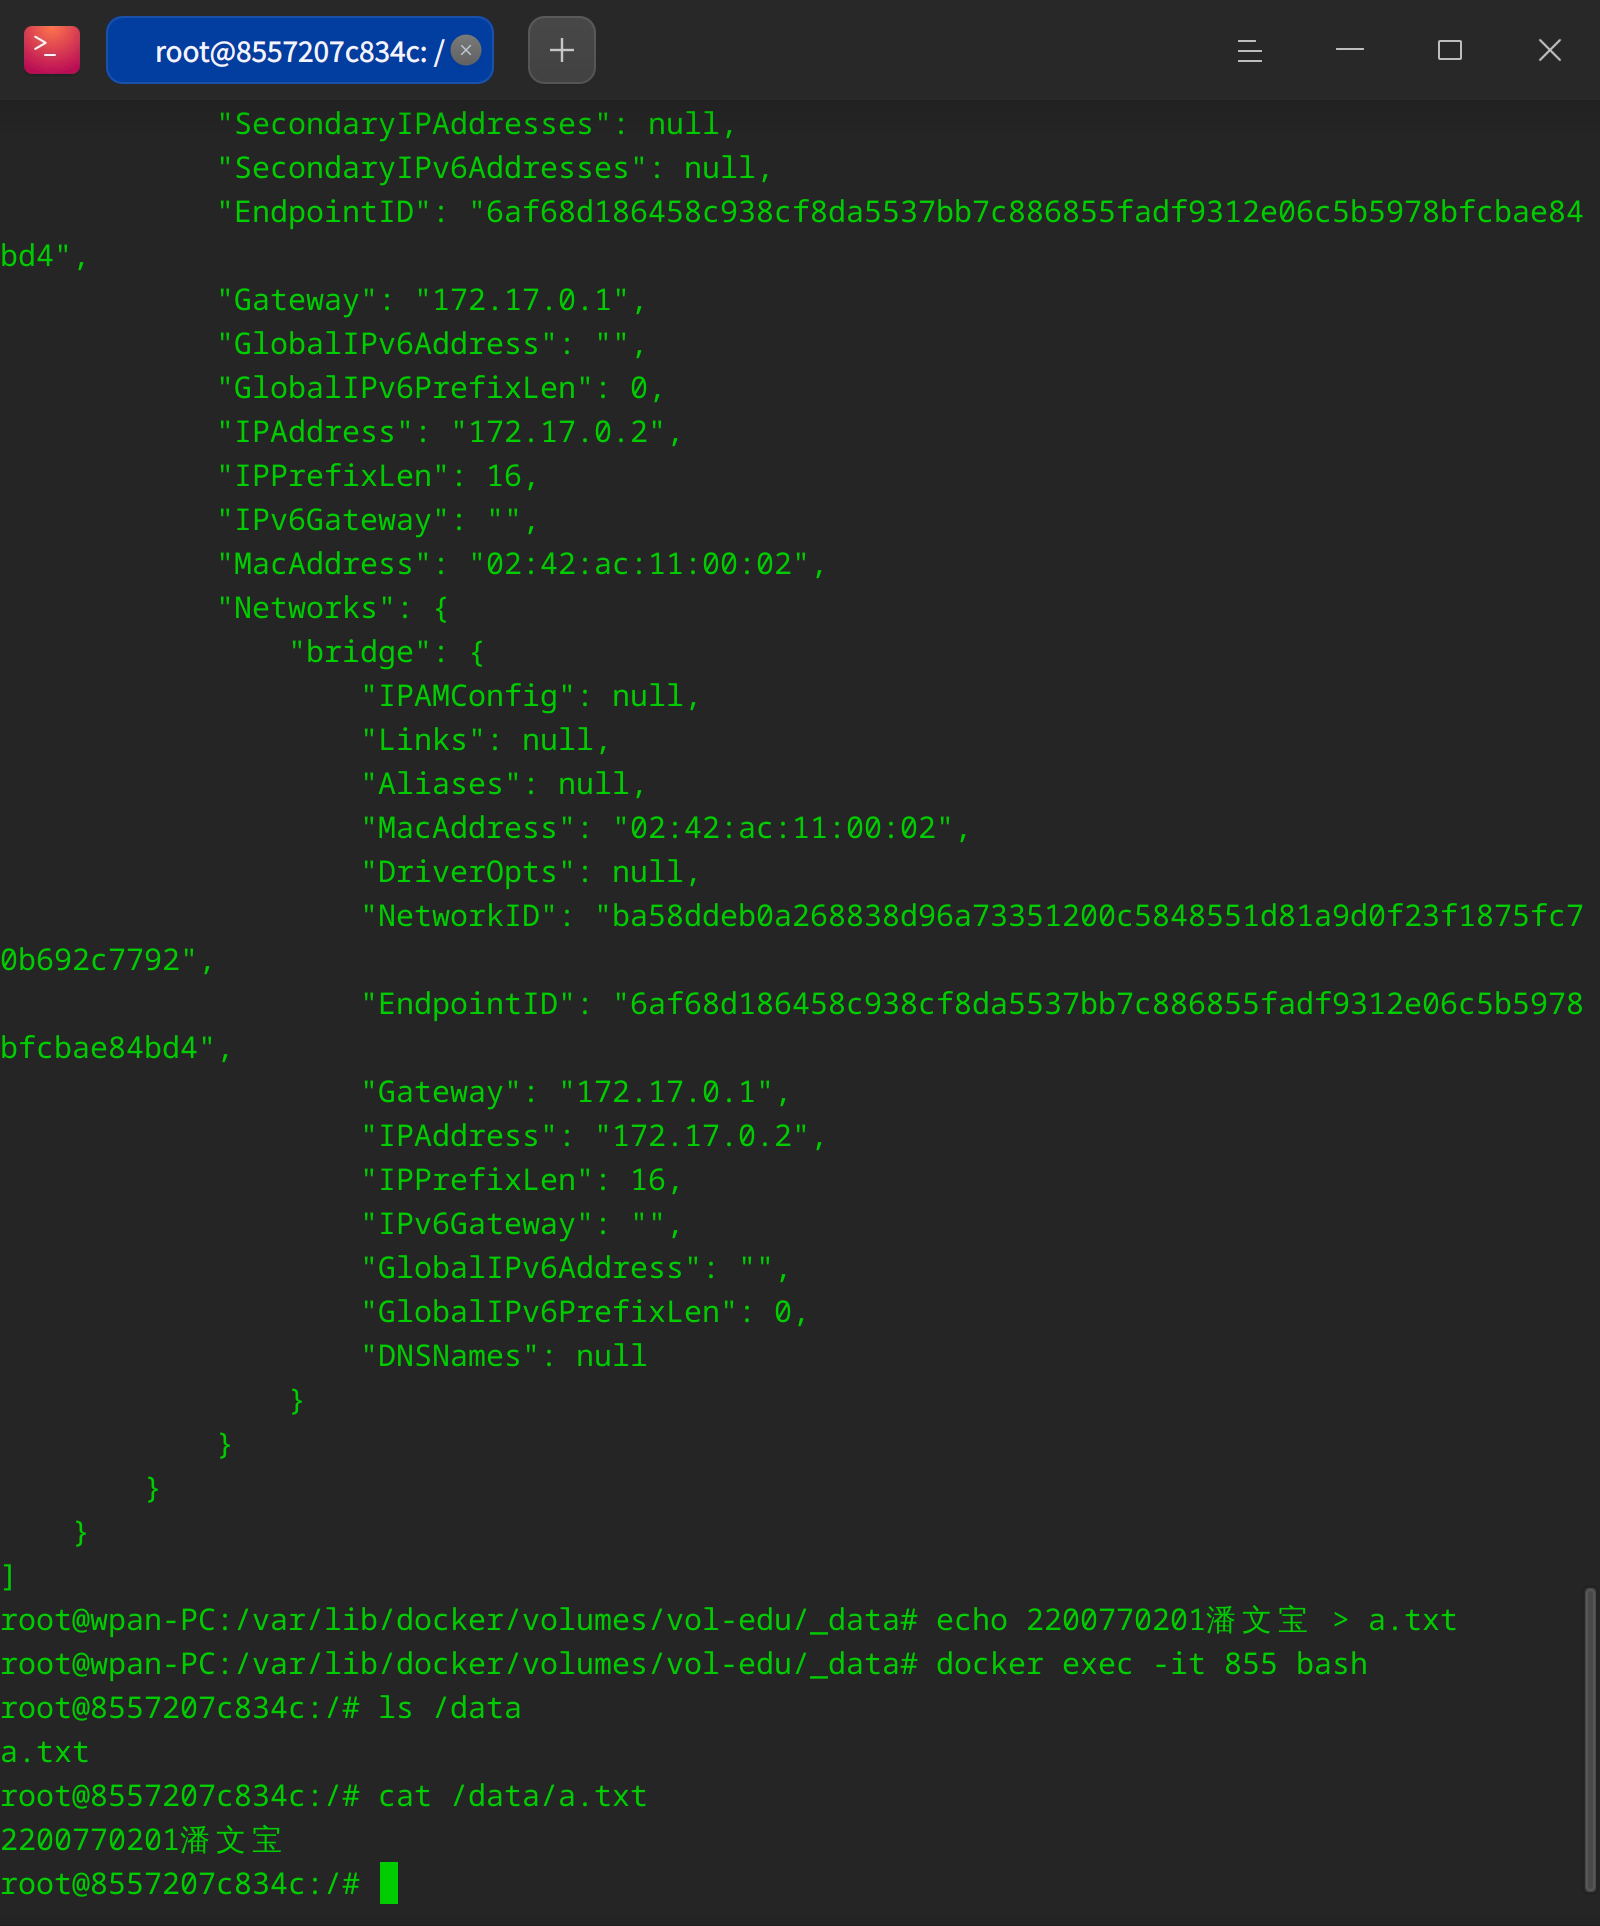 root@8557207c834c: /
"SecondaryIPAddresses": null,
"SecondaryIPv6Addresses": null,
"EndpointID": "6af68d186458c938cf8da5537bb7c886855fadf9312e06c5b5978bfcbae84
bd4",
"Gateway": "172.17.0.1",
"GlobalIPv6Address": "",
"GlobalIPv6PrefixLen": 0,
"IPAddress": "172.17.0.2",
"IPPrefixLen": 16,
"IPv6Gateway": "",
"MacAddress": "02:42:ac:11:00:02",
"Networks": {
"bridge": {
"IPAMConfig": null,
"Links": null,
"Aliases": null,
"MacAddress": "02:42:ac:11:00:02",
"DriverOpts": null,
"NetworkID": "ba58ddeb0a268838d96a73351200c5848551d81a9d0f23f1875fc7
0b692c7792",
"EndpointID": "6af68d186458c938cf8da5537bb7c886855fadf9312e06c5b5978
bfcbae84bd4",
"Gateway": "172.17.0.1",
"IPAddress": "172.17.0.2",
"IPPrefixLen": 16,
"IPv6Gateway": "",
"GlobalIPv6Address": "",
"GlobalIPv6PrefixLen": 0,
"DNSNames": null
}
}
}
}
]
root@wpan-PC:/var/lib/docker/volumes/vol-edu/_data# echo 2200770201潘文宝 > a.txt
root@wpan-PC:/var/lib/docker/volumes/vol-edu/_data# docker exec -it 855 bash
root@8557207c834c:/# ls /data
a.txt
root@8557207c834c:/# cat /data/a.txt
2200770201潘文宝
root@8557207c834c:/#